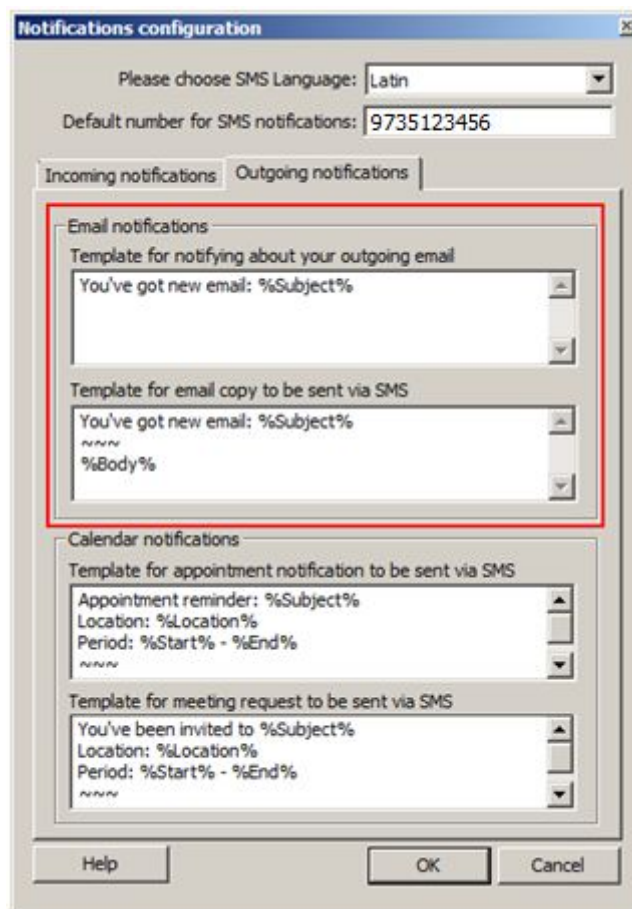 Notifications configuration
Please choose SMS Language: Latin
Default number for SMS notifications: 9735123456
Incoming notifications Outgoing notifications
Email notifications
Template for notifying about your outgoing email
You've got new email: %Subject%
Template for email copy to be sent via SMS
You've got new email: %Subject%
~~~
%Body%
Calendar notifications
Template for appointment notification to be sent via SMS
Appointment reminder: %Subject%
Location: %Location%
Period: %Start% - %End%
~~~
Template for meeting request to be sent via SMS
You've been invited to %Subject%
Location: %Location%
Period: %Start% - %End%
~~~
Help OK Cancel